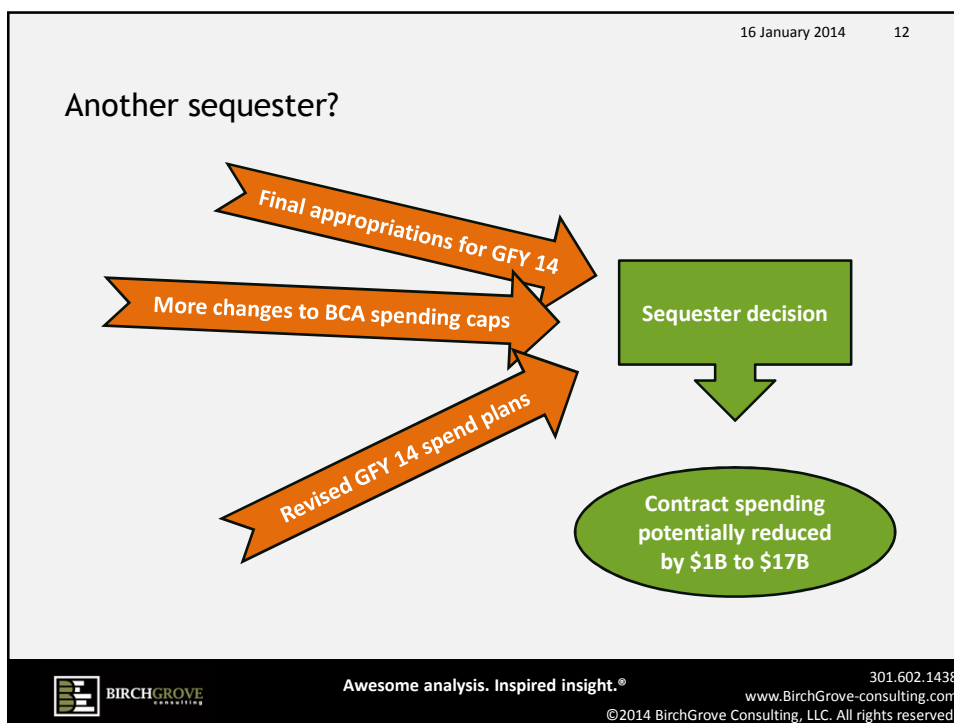 16 January 2014 12
Another sequester?
Final appropriations for GFY 14
More changes to BCA spending caps
Revised GFY 14 spend plans
Sequester decision
Contract spending
potentially reduced
by $1B to $17B
BIRCHGROVE
consulting
Awesome analysis. Inspired insight.®
301.602.1438
www.BirchGrove-consulting.com
©2014 BirchGrove Consulting, LLC. All rights reserved